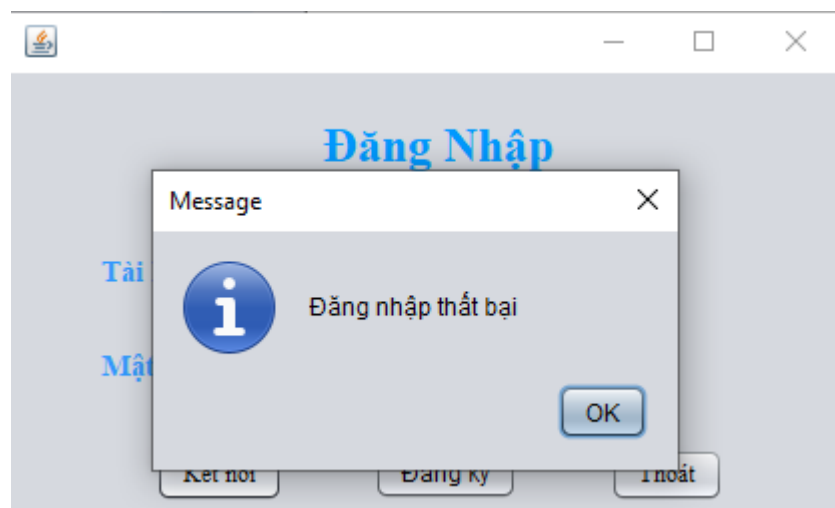 Đăng Nhập
Message
Tài
Đăng nhập thất bại
Mật
OK
Kết nối
Đăng ký
Thoát